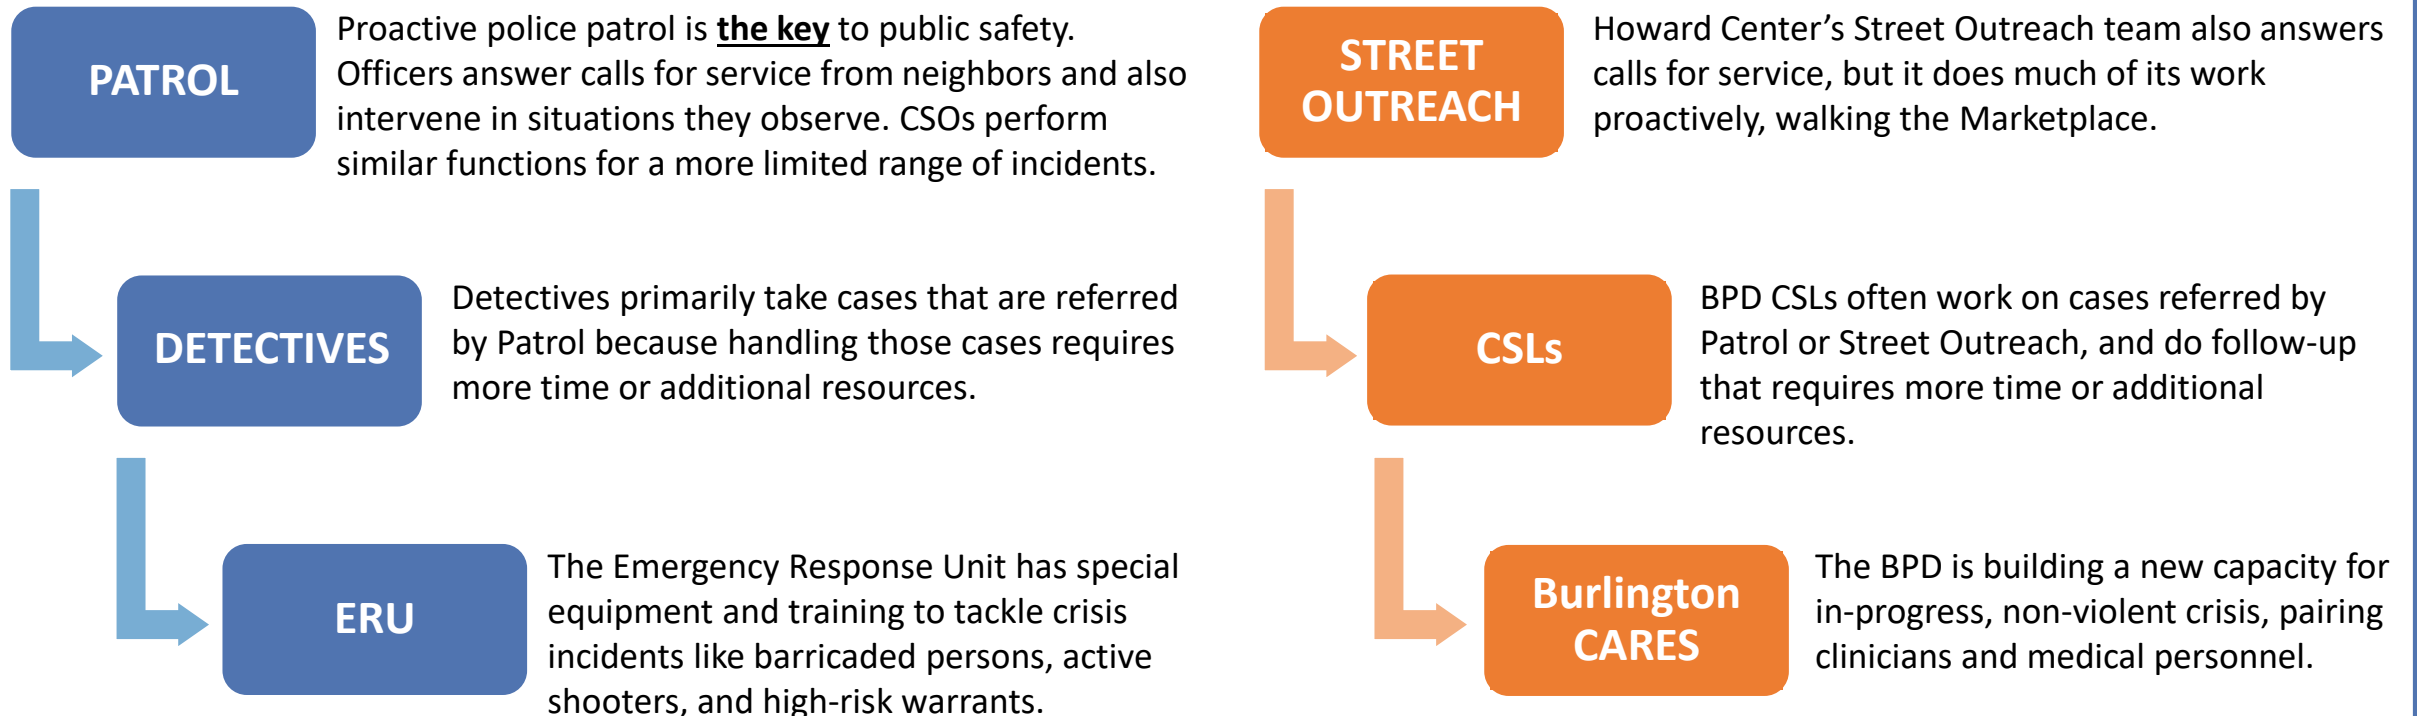 PATROL
Proactive police patrol is the key to public safety.
Officers answer calls for service from neighbors and also
intervene in situations they observe. CSOs perform
similar functions for a more limited range of incidents.
DETECTIVES
Detectives primarily take cases that are referred
by Patrol because handling those cases requires
more time or additional resources.
ERU
The Emergency Response Unit has special
equipment and training to tackle crisis
incidents like barricaded persons, active
shooters, and high-risk warrants.
STREET
OUTREACH
Howard Center’s Street Outreach team also answers
calls for service, but it does much of its work
proactively, walking the Marketplace.
CSLs
BPD CSLs often work on cases referred by
Patrol or Street Outreach, and do follow-up
that requires more time or additional
resources.
Burlington
CARES
The BPD is building a new capacity for
in-progress, non-violent crisis, pairing
clinicians and medical personnel.